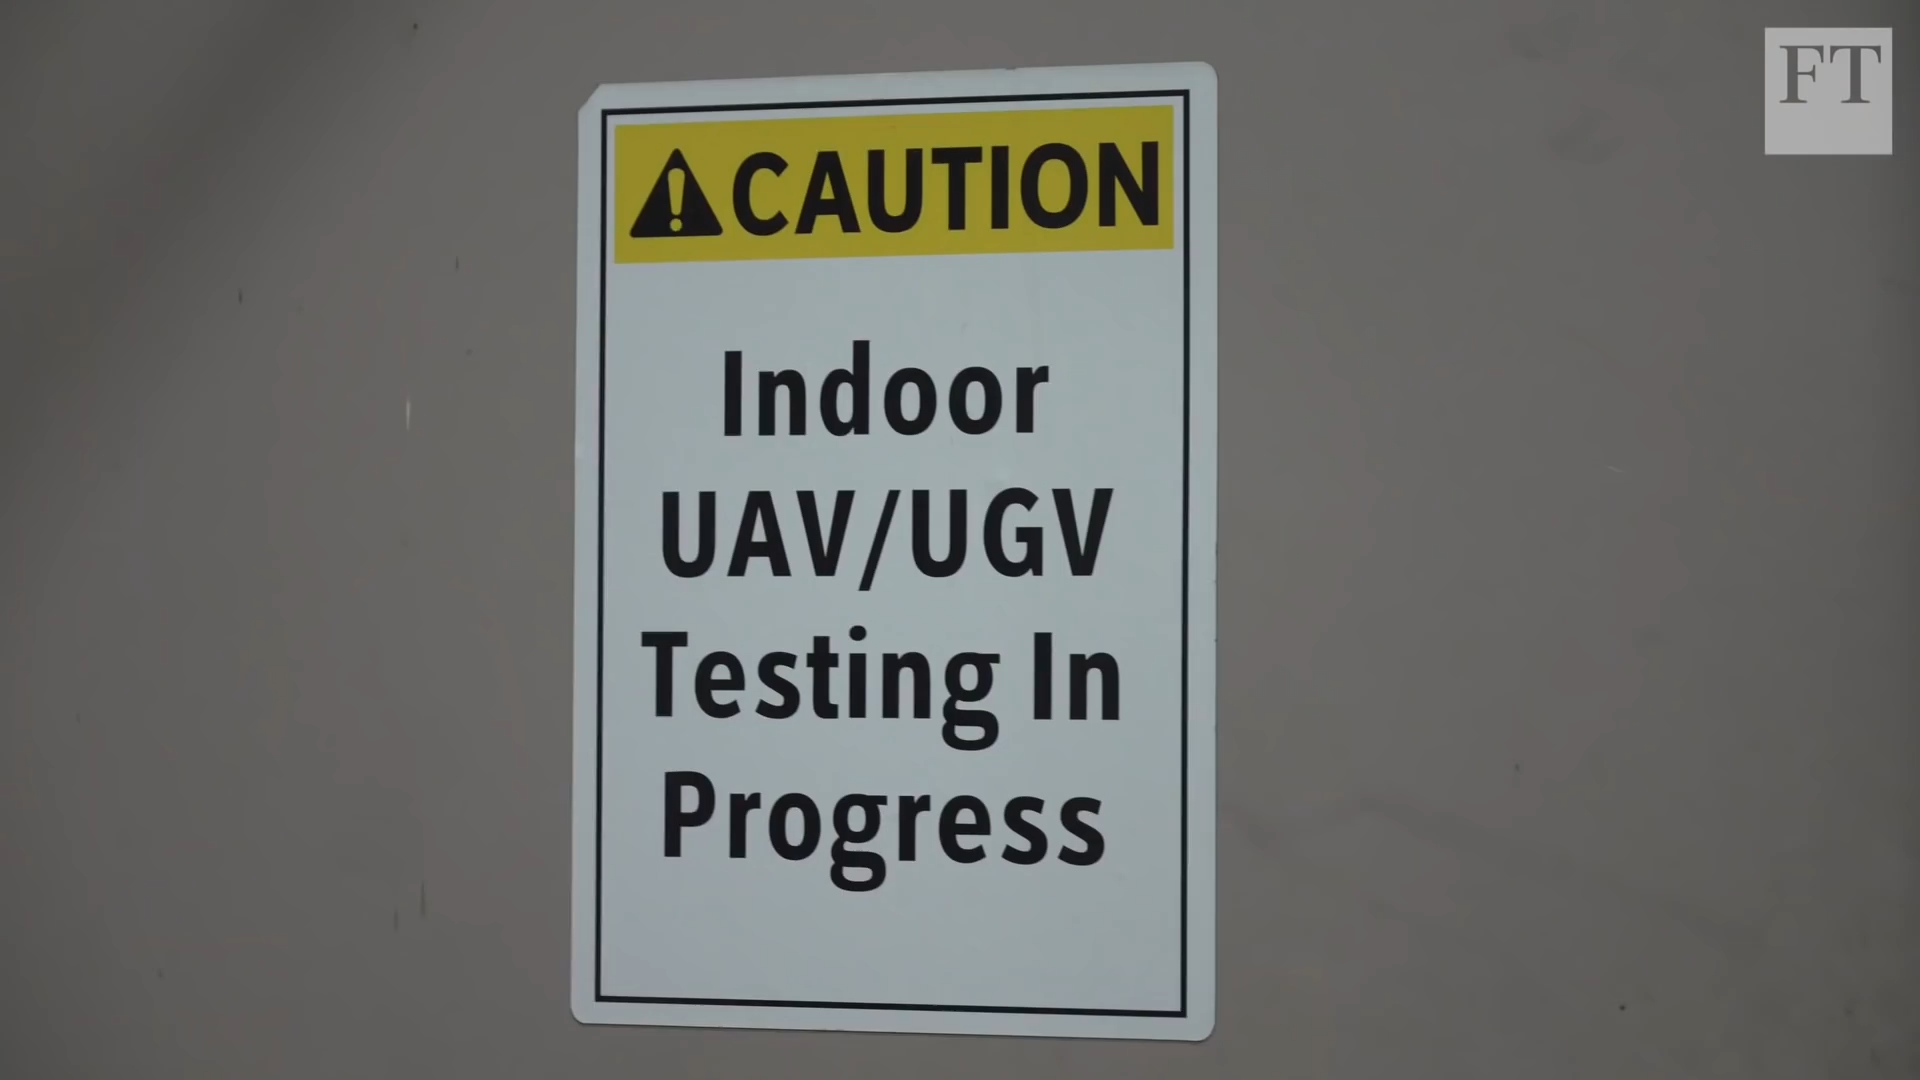 FT
CAUTION
Indoor
UAV/UGV
Testing In
Progress